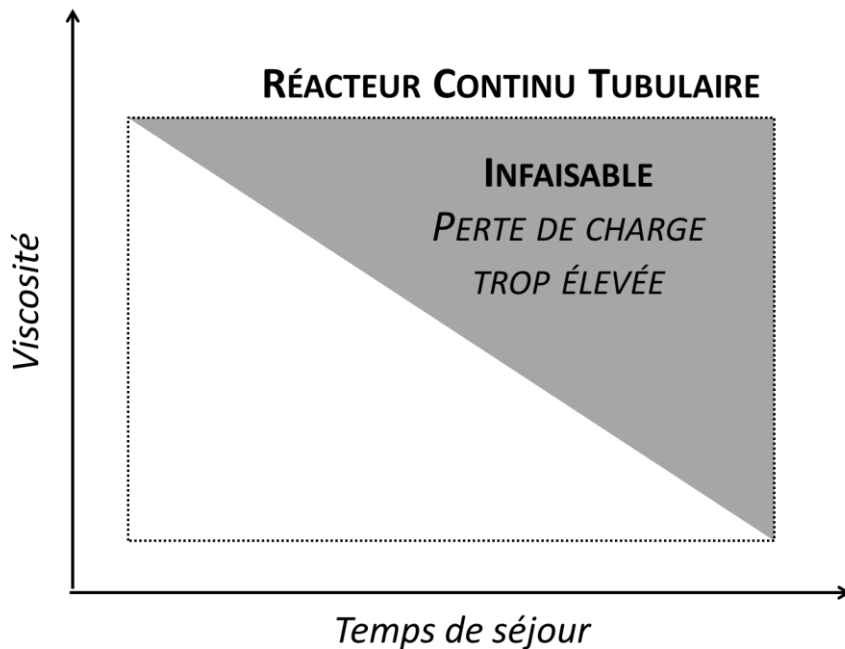 RÉACTEUR CONTINU TUBULAIRE
INFAISABLE
PERTE DE CHARGE
TROP ÉLEVÉE
Viscosité
Temps de séjour